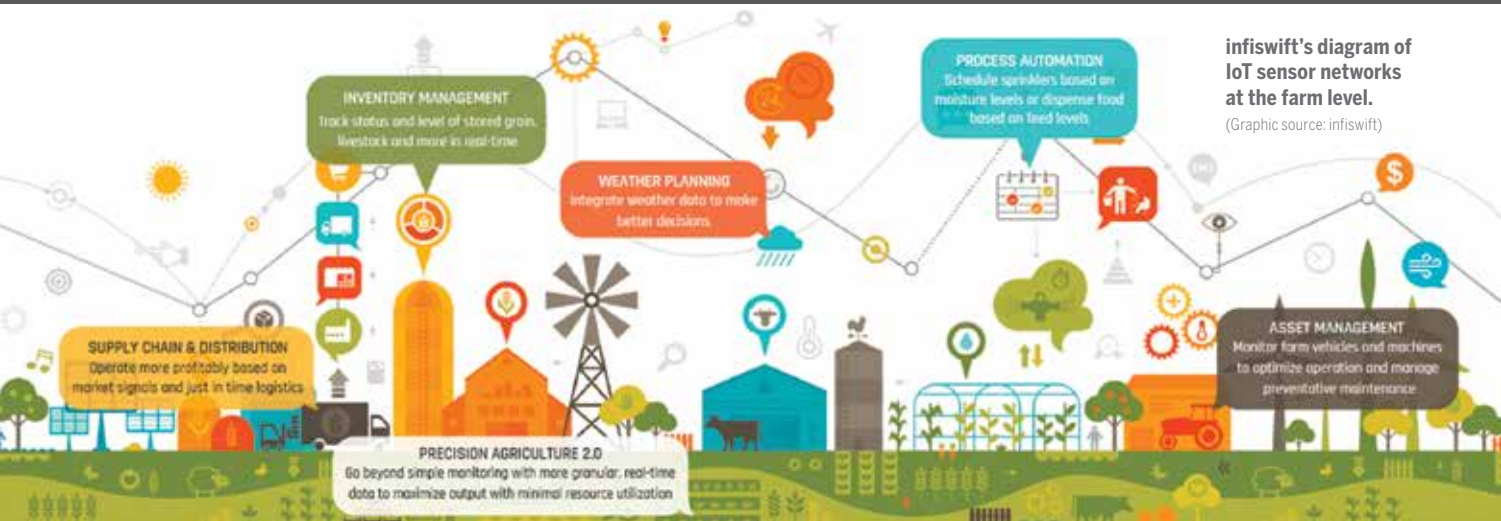 infiswift's diagram of
IoT sensor networks
at the farm level.
(Graphic source: infiswift)
INVENTORY MANAGEMENT
Track status and level of stored grain,
livestock and more in real-time
WEATHER PLANNING
Integrate weather data to make
better decisions
PROCESS AUTOMATION
Schedule sprinklers based on
moisture levels or dispense food
based on feed levels
SUPPLY CHAIN & DISTRIBUTION
Operate more profitably based on
market signals and just in time logistics
ASSET MANAGEMENT
Monitor farm vehicles and machines
to optimize operation and manage
preventative maintenance
PRECISION AGRICULTURE 2.0
Go beyond simple monitoring with more granular, real-time
data to maximize output with minimal resource utilization
24
$